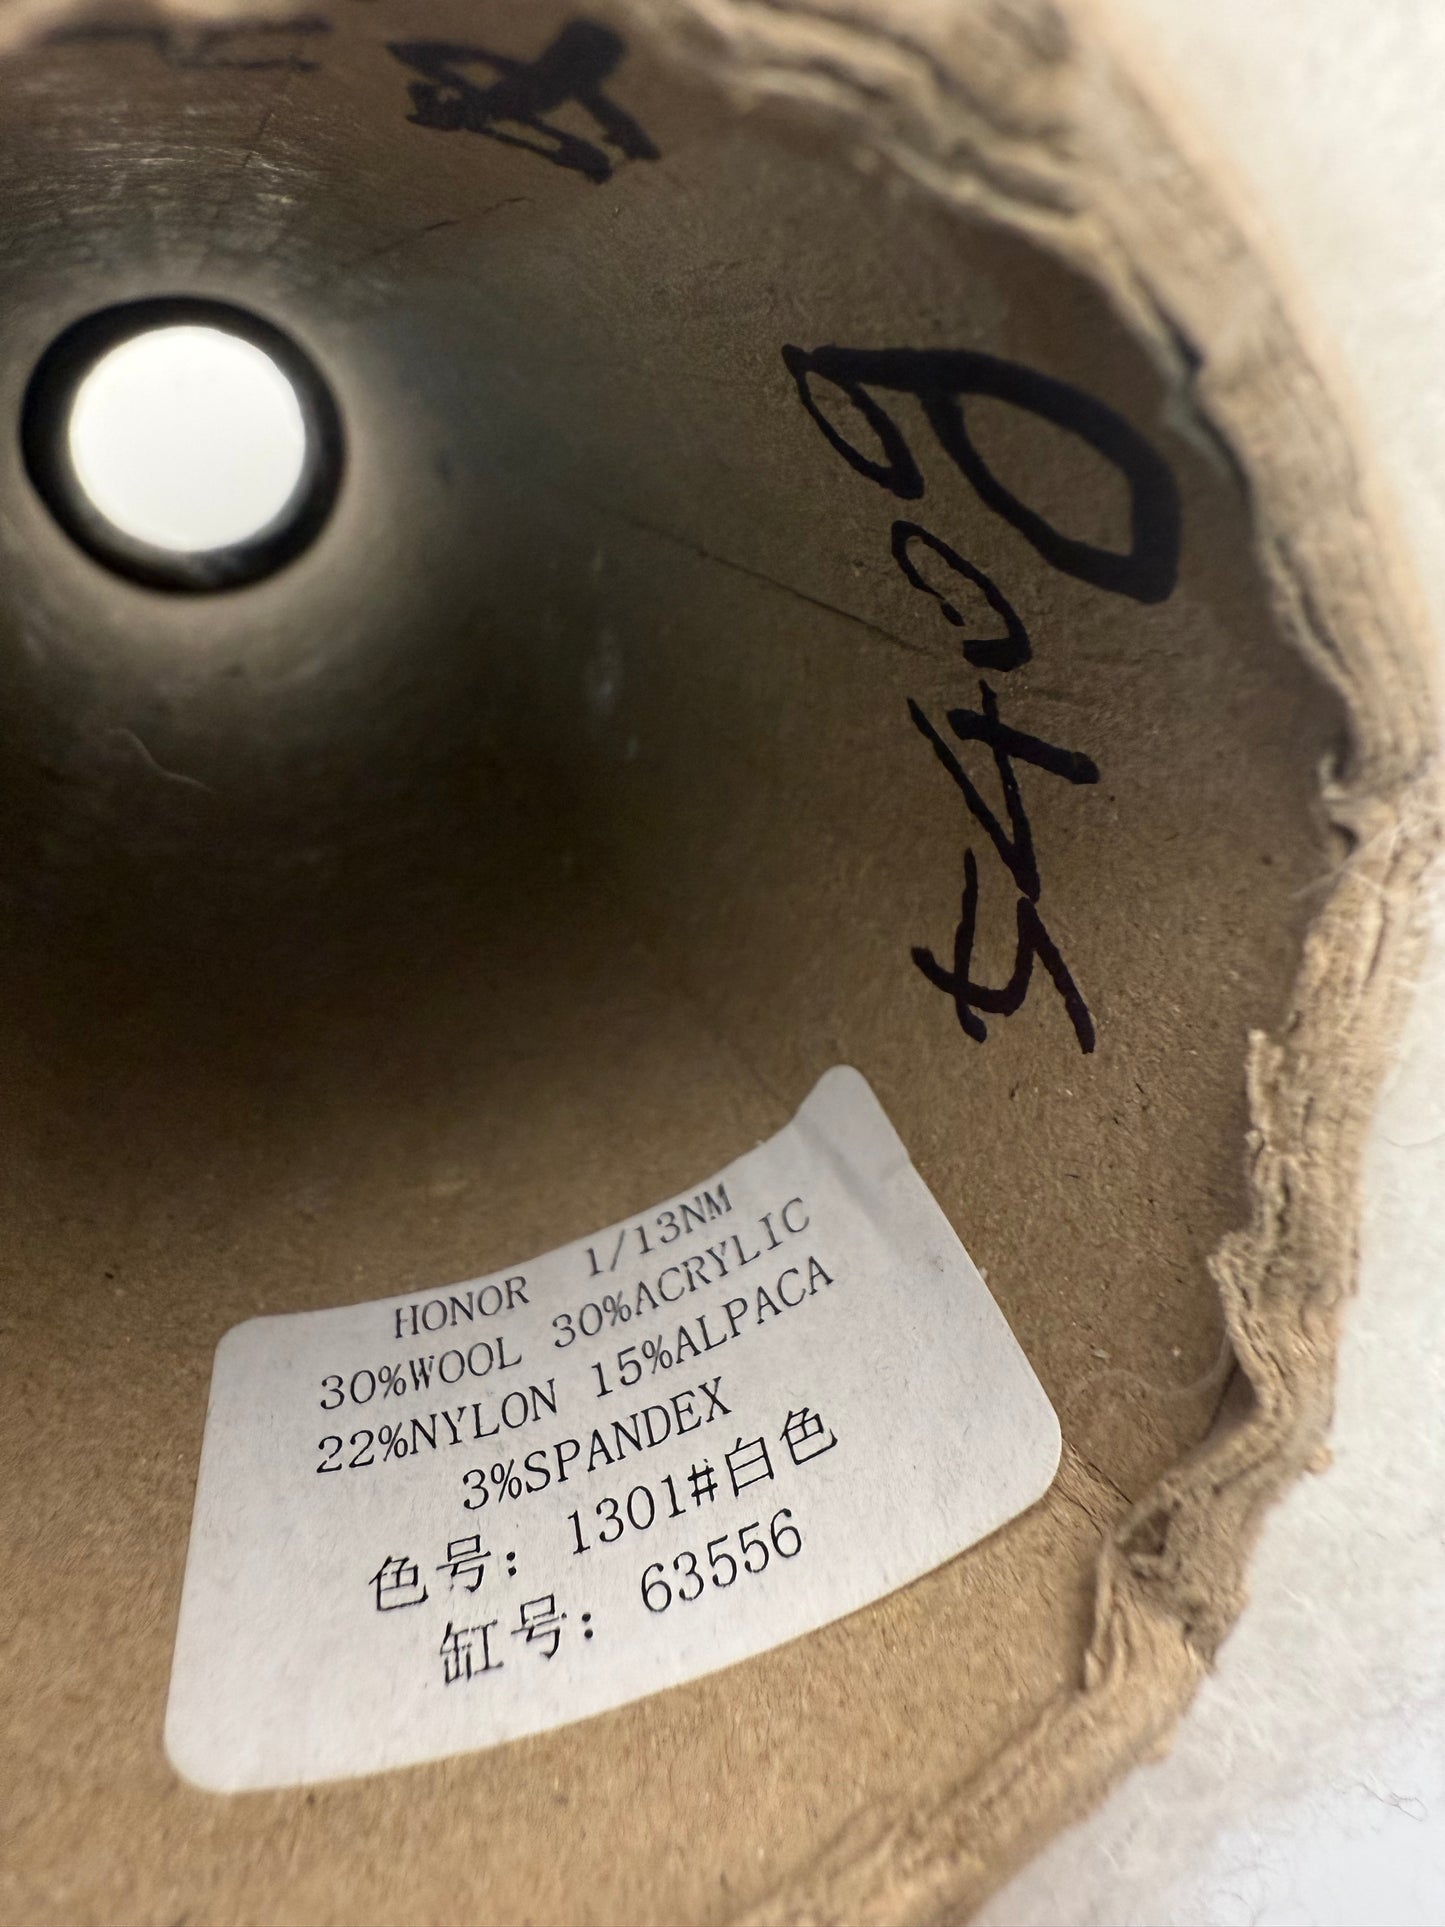 HONOR 1/13NM
30%WOOL 30%ACRYLIC
22%NYLON 15%ALPACA
3%SPANDEX
色号: 1301#白色
缸号: 63556